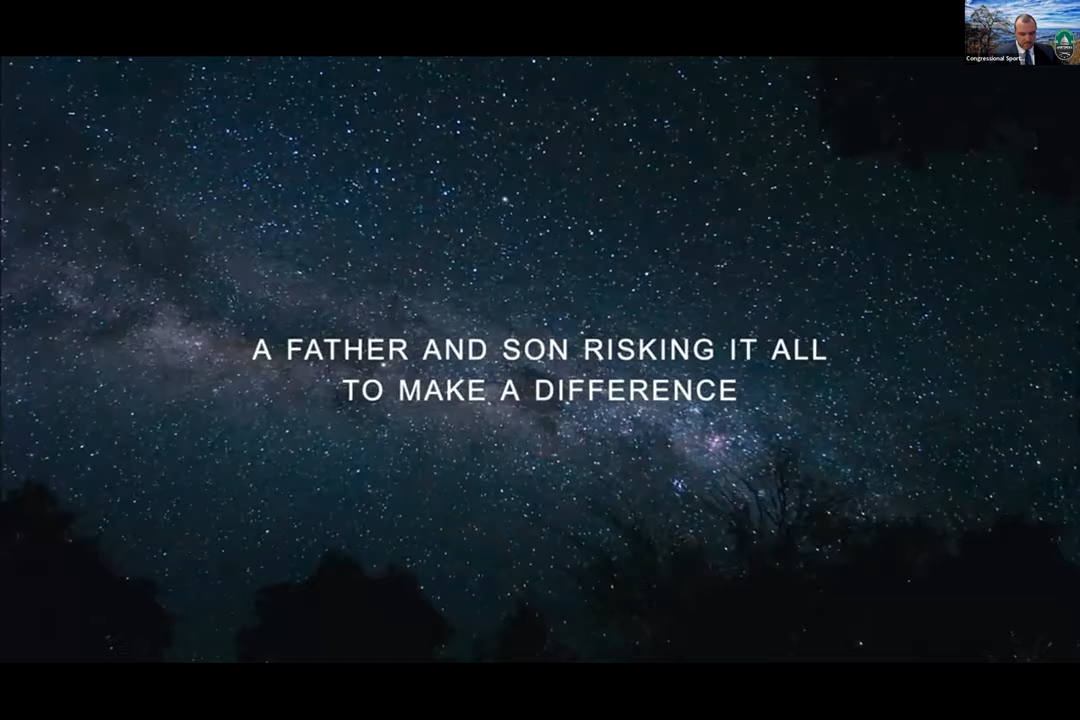 Congressional Sport...
A FATHER AND SON RISKING IT ALL
TO MAKE A DIFFERENCE